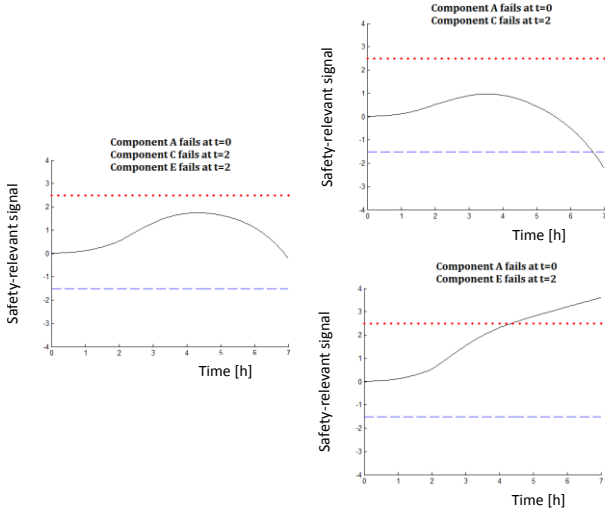 Component A fails at t=0
Component C fails at t=2
Safety-relevant signal
4
3
2
1
0
-1
-2
-3
-4
0 1 2 3 4 5 6 7
Time [h]
Component A fails at t=0
Component C fails at t=2
Component E fails at t=2
Safety-relevant signal
4
3
2
1
0
-1
-2
-3
-4
0 1 2 3 4 5 6 7
Time [h]
Component A fails at t=0
Component E fails at t=2
Safety-relevant signal
4
3
2
1
0
-1
-2
-3
-4
0 1 2 3 4 5 6 7
Time [h]